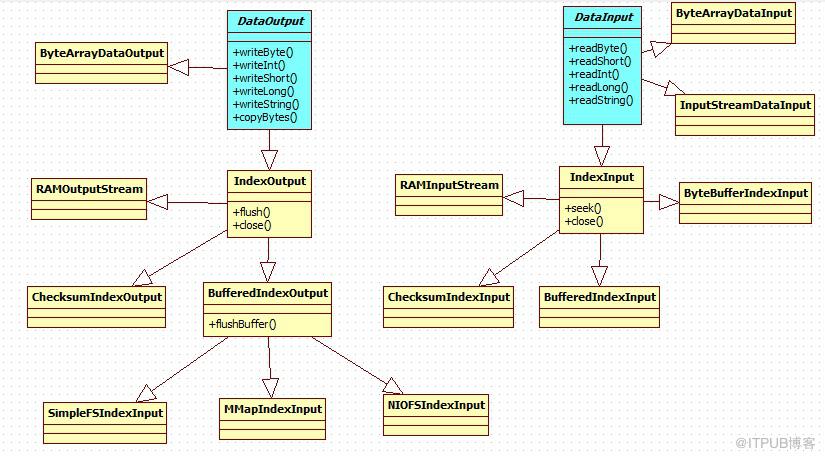 DataOutput
+writeByte()
+writeInt()
+writeShort()
+writeLong()
+writeString()
+copyBytes()
ByteArrayDataOutput
IndexOutput
+flush()
+close()
RAMOutputStream
ChecksumIndexOutput
BufferedIndexOutput
+flushBuffer()
SimpleFSIndexInput
MMapIndexInput
NIOFSIndexInput
DataInput
+readByte()
+readShort()
+readInt()
+readLong()
+readString()
ByteArrayDataInput
InputStreamDataInput
IndexInput
+seek()
+close()
RAMInputStream
ByteBufferIndexInput
ChecksumIndexInput
BufferedIndexInput
@ITPUB博客